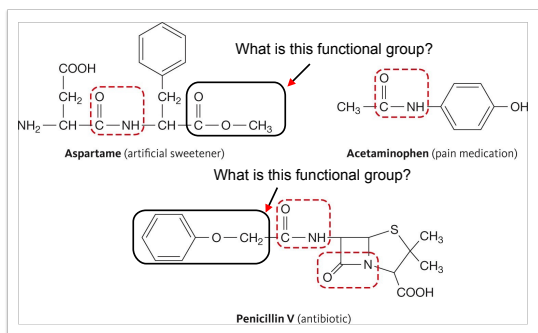 What is this functional group?
COOH
CH2
O
CH2
O
O
NH2—CH—C—NH—CH—C—O—CH3
CH3—C—NH
OH
Aspartame (artificial sweetener)
Acetaminophen (pain medication)
What is this functional group?
O
O—CH2—C—NH
S
CH3
CH3
N
O
COOH
Penicillin V (antibiotic)